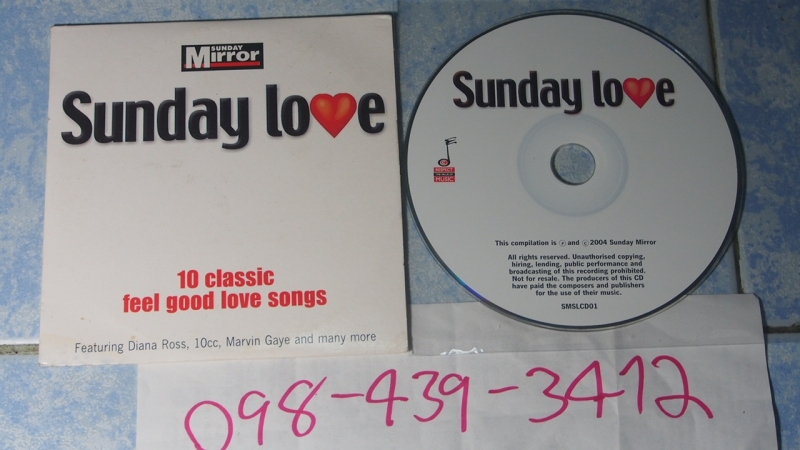 SUNDAY
Mirror
Sunday love
10 classic
feel good love songs
Featuring Diana Ross, 10cc, Marvin Gaye and many more
Sunday love
RESPECT
MUSIC
This compilation is ℗ and © 2004 Sunday Mirror
All rights reserved. Unauthorised copying,
hiring, lending, public performance and
broadcasting of this recording prohibited.
Not for resale. The producers of this CD
have paid the composers and publishers
for the use of their music.
SMSLCD01
098-439-3412